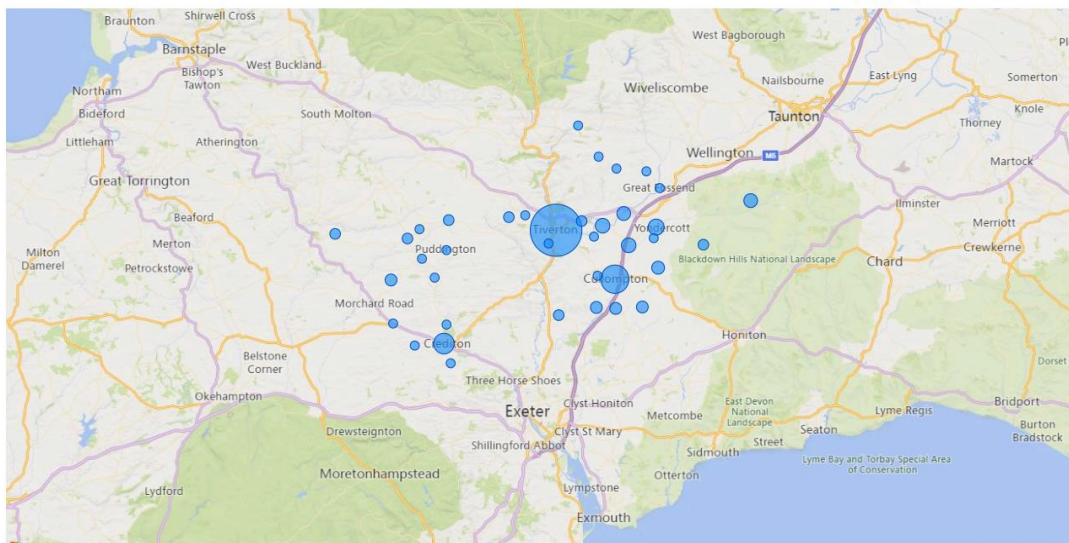 Braunton
Shirwell Cross
West Bagborough
Barnstaple
West Buckland
Bishop's
Tawton
Nailsbourne
East Lyng
Somerton
Northam
Wiveliscombe
Bideford
South Molton
Taunton
Knole
Thorney
Littleham
Atherington
Wellington
M5
Martock
Great Torrington
Ilminster
Beaford
Tiverton
Yondercott
Merriott
Milton
Damerel
Merton
Puddington
Crewkerne
Petrockstowe
Blackdown Hills National Landscape
Chard
Morchard Road
Honiton
Belstone
Corner
Crediton
Dorset
Three Horse Shoes
Okehampton
Exeter
Clyst Honiton
East Devon
National
Landscape
Lyme Regis
Bridport
Metcombe
Drewsteignton
Clyst St Mary
Seaton
Burton
Bradstock
Shillingford Abbot
Street
Sidmouth
Moretonhampstead
Lyme Bay and Torbay Special Area
of Conservation
Otterton
Lydford
Lympstone
Exmouth